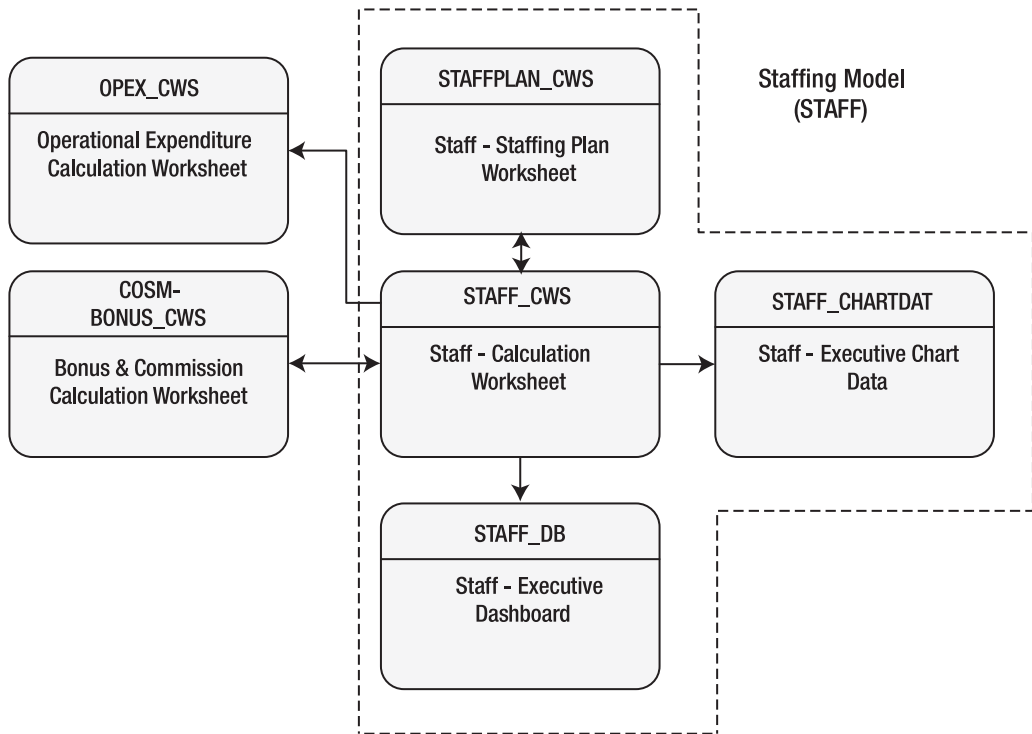 OPEX_CWS
Operational Expenditure
Calculation Worksheet
STAFFPLAN_CWS
Staff - Staffing Plan
Worksheet
Staffing Model
(STAFF)
COSM-
BONUS_CWS
Bonus & Commission
Calculation Worksheet
STAFF_CWS
Staff - Calculation
Worksheet
STAFF_CHARTDAT
Staff - Executive Chart
Data
STAFF_DB
Staff - Executive
Dashboard